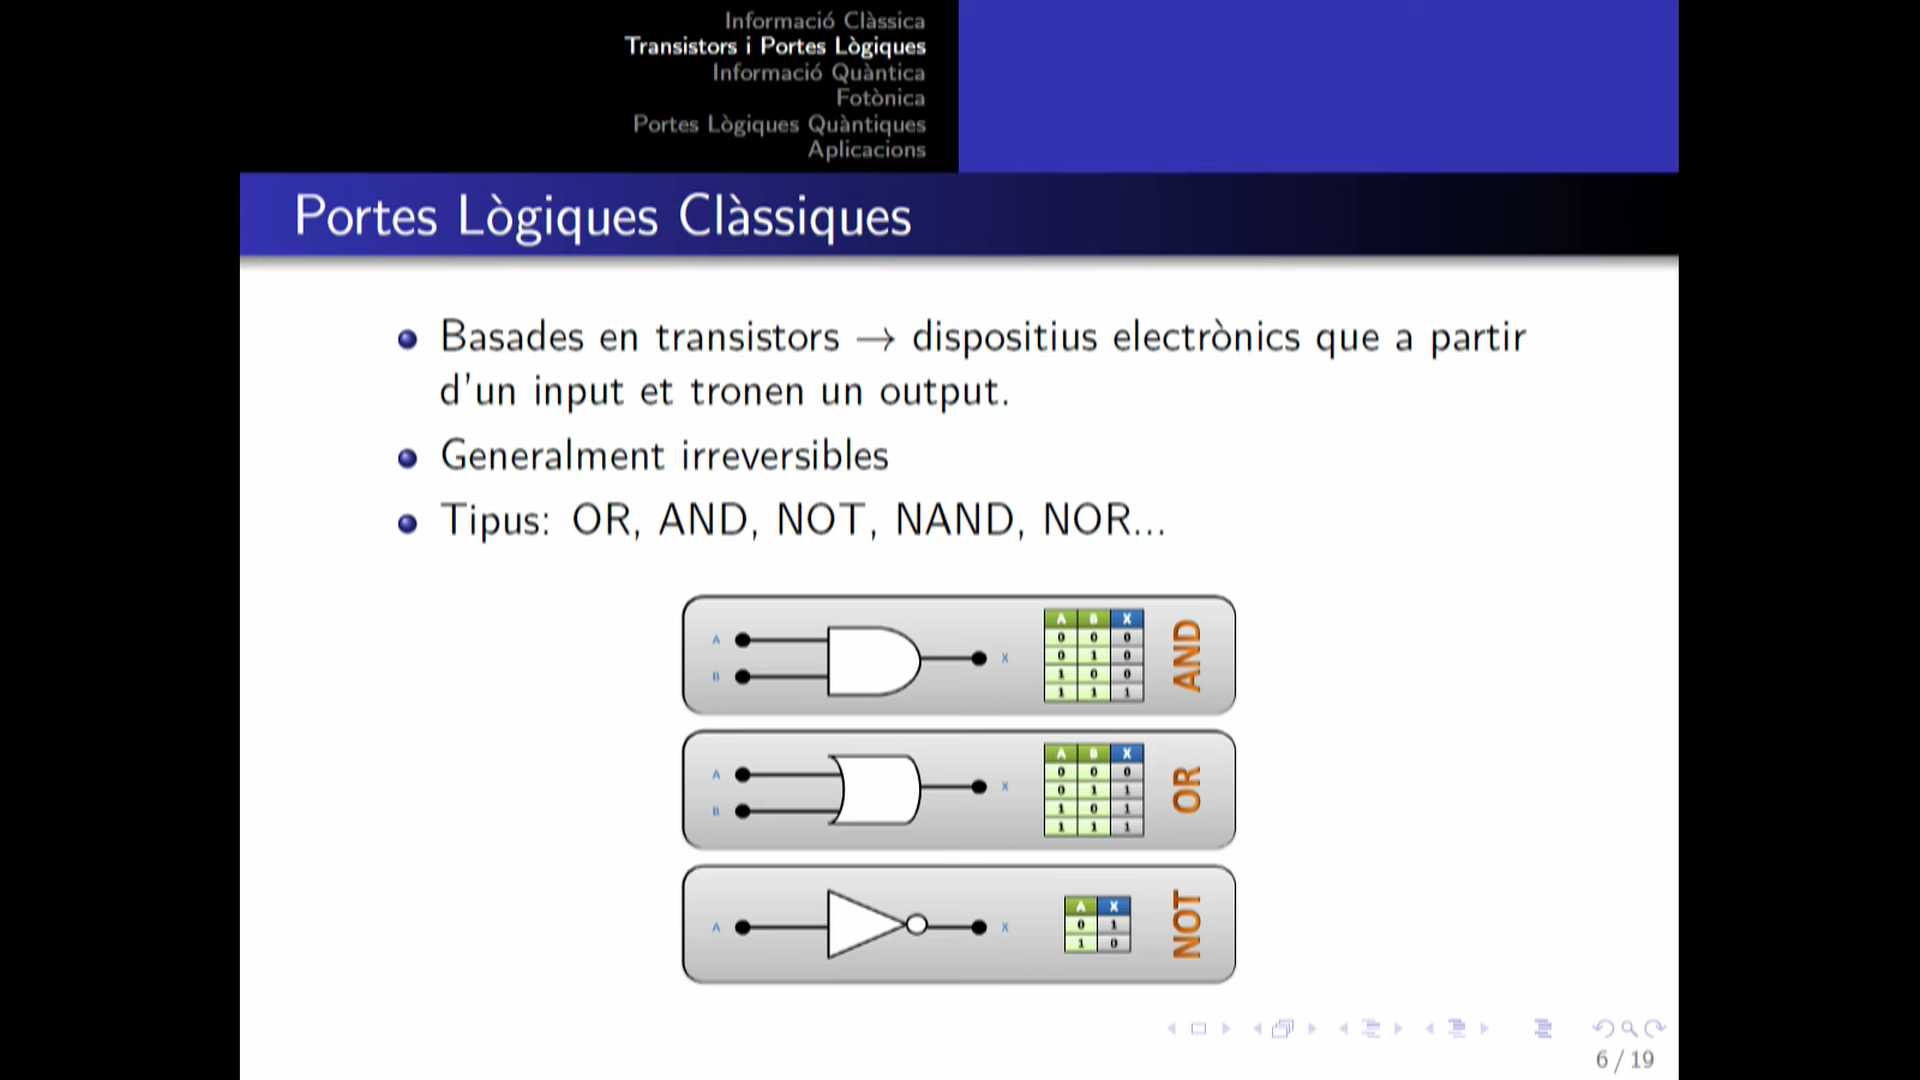 Informació Clàssica
Transistors i Portes Lògiques
Informació Quàntica
Fotònica
Portes Lògiques Quàntiques
Aplicacions
Portes Lògiques Clàssiques
Basades en transistors → dispositius electrònics que a partir
d'un input et tronen un output.
Generalment irreversibles
Tipus: OR, AND, NOT, NAND, NOR...
A
B
X
A B X
0 0 0
0 1 0
1 0 0
1 1 1
AND
A
B
X
A B X
0 0 0
0 1 1
1 0 1
1 1 1
OR
A
X
A X
0 1
1 0
NOT
6 / 19